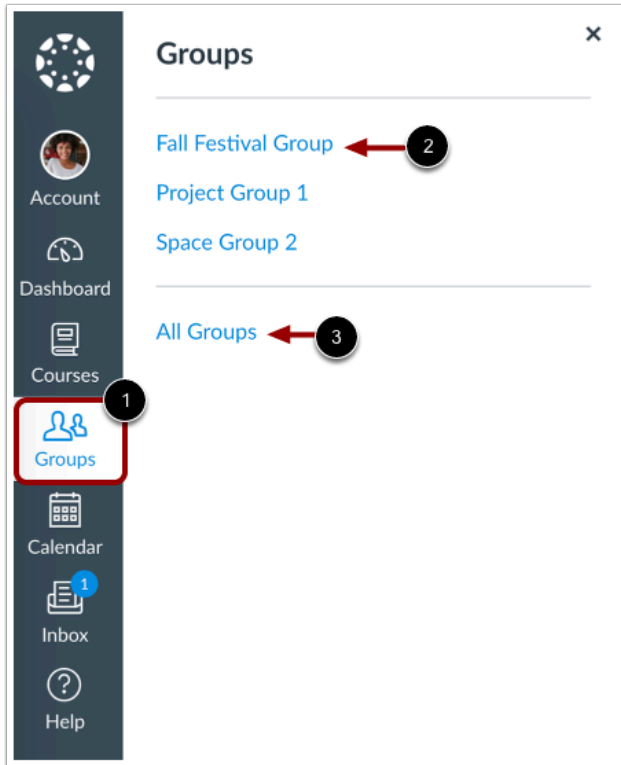 Groups
×
Fall Festival Group
2
Project Group 1
Space Group 2
All Groups
3
Account
Dashboard
Courses
1
Groups
Calendar
1
Inbox
?
Help